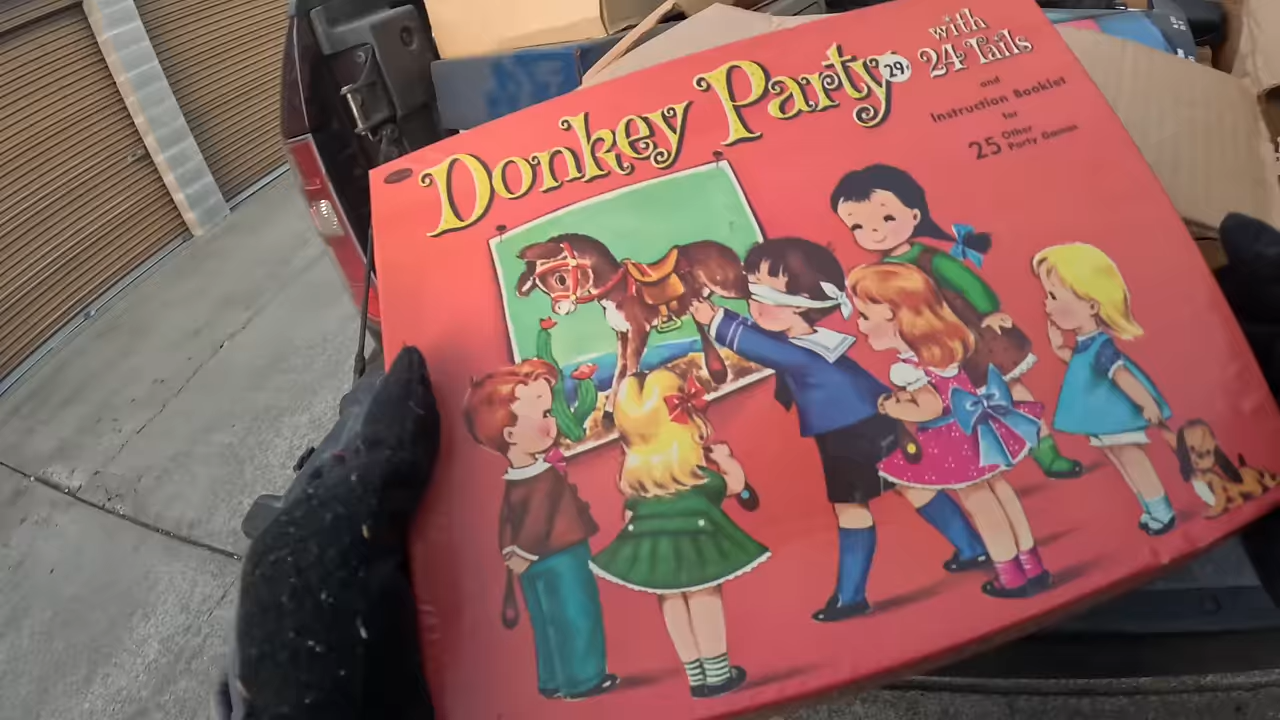 Donkey Party
29¢
with
24 Tails
and
Instruction Booklet
for
25 Other
Party Games